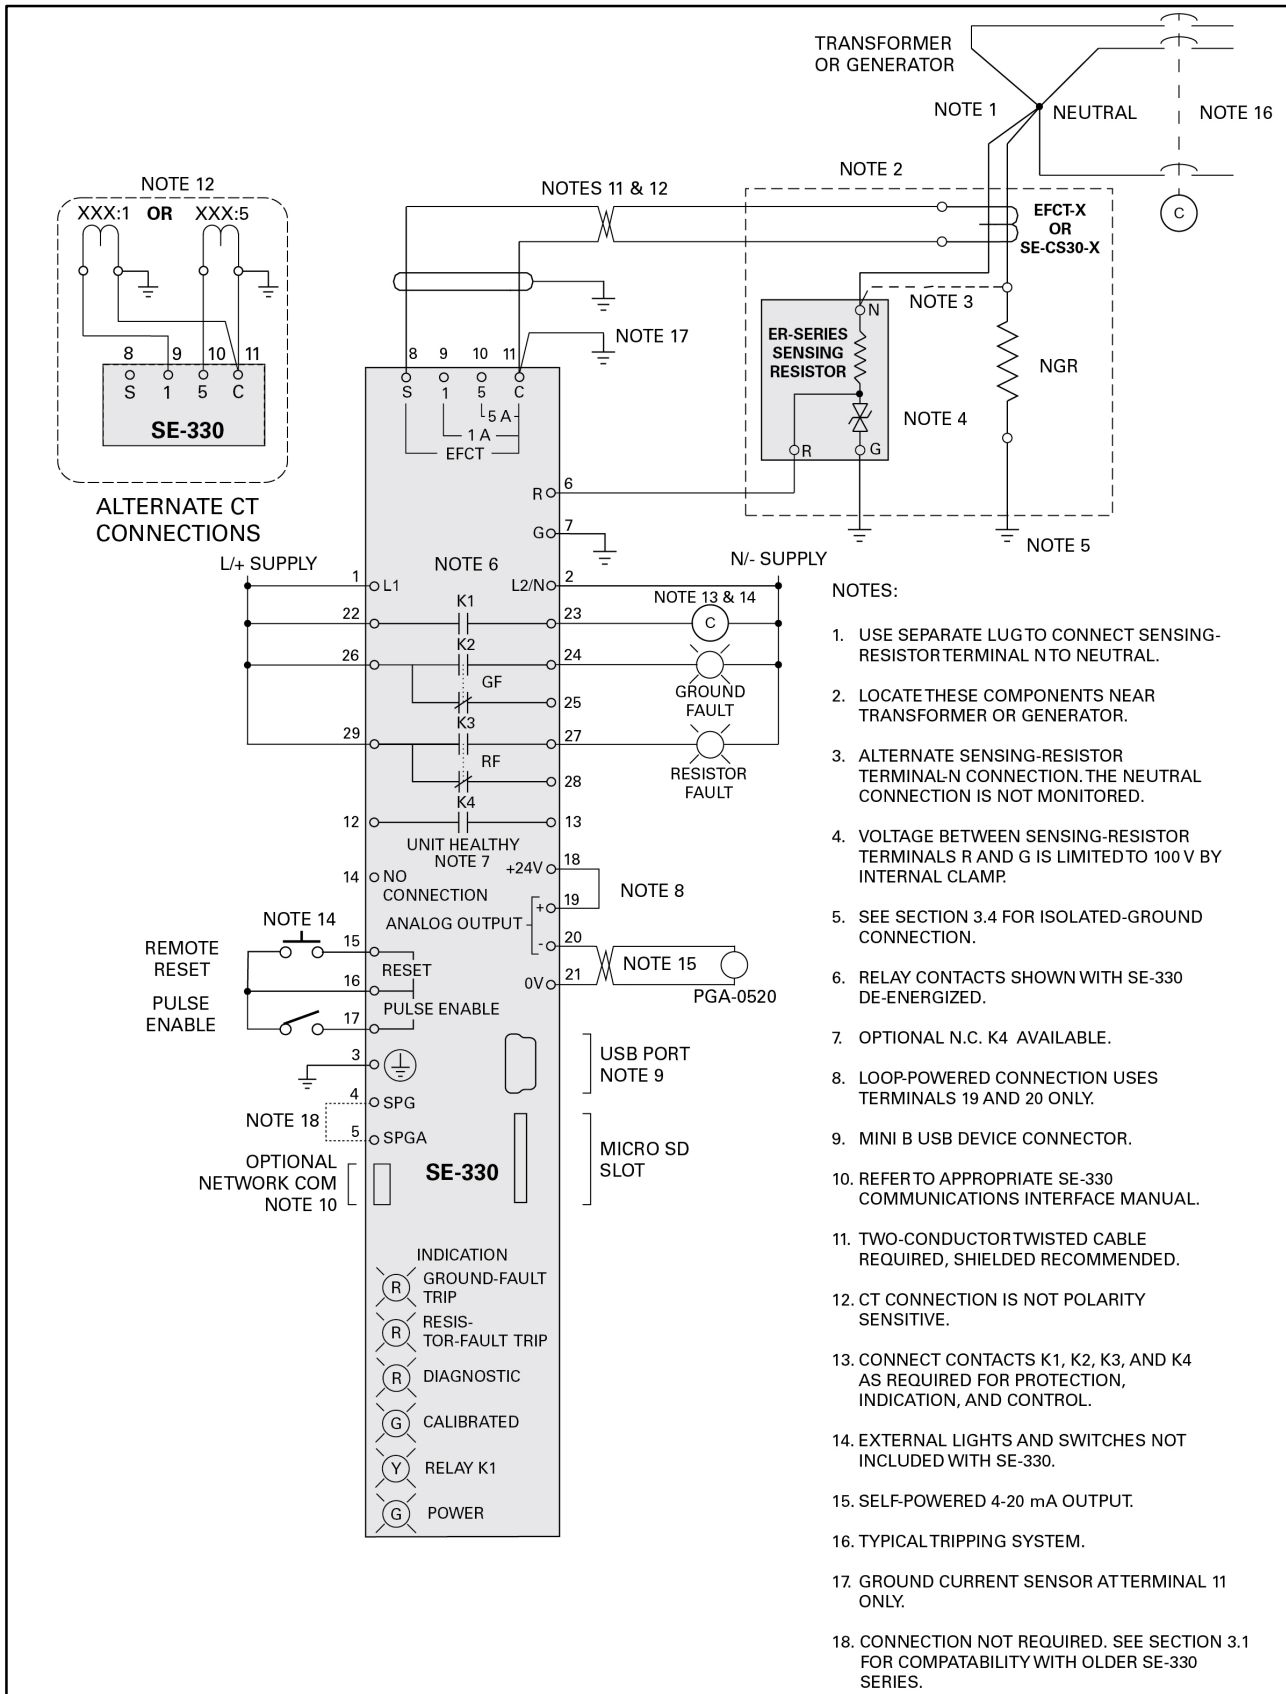 TRANSFORMER
OR GENERATOR
NOTE 1
NEUTRAL
NOTE 16
C
NOTE 2
NOTES 11 & 12
EFCT-X
OR
SE-CS30-X
NOTE 12
XXX:1 OR XXX:5
8 9 10 11
S 1 5 C
SE-330
ALTERNATE CT
CONNECTIONS
NOTE 3
N
ER-SERIES
SENSING
RESISTOR
NGR
NOTE 4
R
G
NOTE 5
NOTE 17
8 9 10 11
S 1 5 C
5 A
1 A
EFCT
R 6
G 7
L/+ SUPPLY
NOTE 6
N/- SUPPLY
1 L1
L2/N 2
NOTE 13 & 14
22 K1 23
C
26 K2 24
GF
25
GROUND
FAULT
29 K3 27
RF
28
RESISTOR
FAULT
12 K4 13
UNIT HEALTHY
NOTE 7
14 NO
CONNECTION
+24V 18
NOTE 8
ANALOG OUTPUT
+ 19
- 20
NOTE 15
0V 21
PGA-0520
NOTE 14
REMOTE
RESET
15
RESET
16
PULSE
ENABLE
PULSE ENABLE
17
3
4 SPG
NOTE 18
5 SPGA
USB PORT
NOTE 9
MICRO SD
SLOT
OPTIONAL
NETWORK COM
NOTE 10
SE-330
INDICATION
R GROUND-FAULT
TRIP
R RESIS-
TOR-FAULT TRIP
R DIAGNOSTIC
G CALIBRATED
Y RELAY K1
G POWER
NOTES:
1. USE SEPARATE LUG TO CONNECT SENSING-
RESISTOR TERMINAL N TO NEUTRAL.
2. LOCATE THESE COMPONENTS NEAR
TRANSFORMER OR GENERATOR.
3. ALTERNATE SENSING-RESISTOR
TERMINAL-N CONNECTION. THE NEUTRAL
CONNECTION IS NOT MONITORED.
4. VOLTAGE BETWEEN SENSING-RESISTOR
TERMINALS R AND G IS LIMITED TO 100 V BY
INTERNAL CLAMP.
5. SEE SECTION 3.4 FOR ISOLATED-GROUND
CONNECTION.
6. RELAY CONTACTS SHOWN WITH SE-330
DE-ENERGIZED.
7. OPTIONAL N.C. K4 AVAILABLE.
8. LOOP-POWERED CONNECTION USES
TERMINALS 19 AND 20 ONLY.
9. MINI B USB DEVICE CONNECTOR.
10. REFER TO APPROPRIATE SE-330
COMMUNICATIONS INTERFACE MANUAL.
11. TWO-CONDUCTOR TWISTED CABLE
REQUIRED, SHIELDED RECOMMENDED.
12. CT CONNECTION IS NOT POLARITY
SENSITIVE.
13. CONNECT CONTACTS K1, K2, K3, AND K4
AS REQUIRED FOR PROTECTION,
INDICATION, AND CONTROL.
14. EXTERNAL LIGHTS AND SWITCHES NOT
INCLUDED WITH SE-330.
15. SELF-POWERED 4-20 mA OUTPUT.
16. TYPICAL TRIPPING SYSTEM.
17. GROUND CURRENT SENSOR AT TERMINAL 11
ONLY.
18. CONNECTION NOT REQUIRED. SEE SECTION 3.1
FOR COMPATABILITY WITH OLDER SE-330
SERIES.